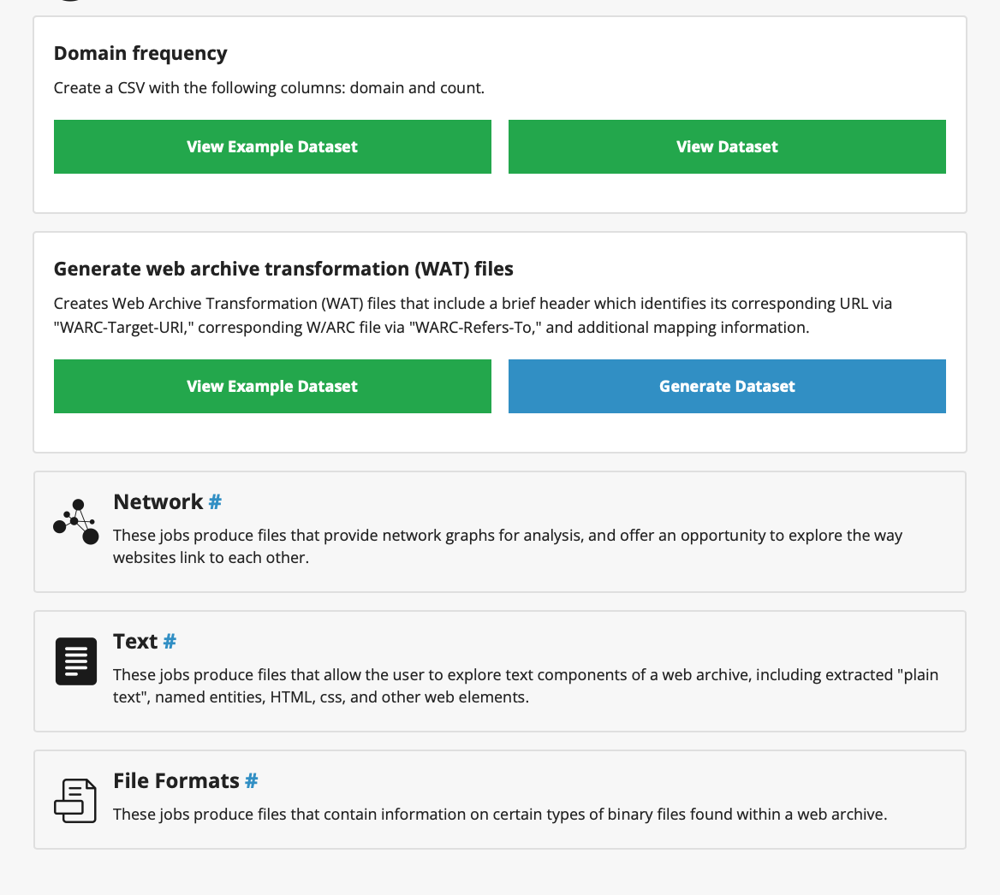 Domain frequency
Create a CSV with the following columns: domain and count.
View Example Dataset
View Dataset
Generate web archive transformation (WAT) files
Creates Web Archive Transformation (WAT) files that include a brief header which identifies its corresponding URL via
"WARC-Target-URI," corresponding W/ARC file via "WARC-Refers-To," and additional mapping information.
View Example Dataset
Generate Dataset
Network #
These jobs produce files that provide network graphs for analysis, and offer an opportunity to explore the way
websites link to each other.
Text #
These jobs produce files that allow the user to explore text components of a web archive, including extracted "plain
text", named entities, HTML, css, and other web elements.
File Formats #
These jobs produce files that contain information on certain types of binary files found within a web archive.